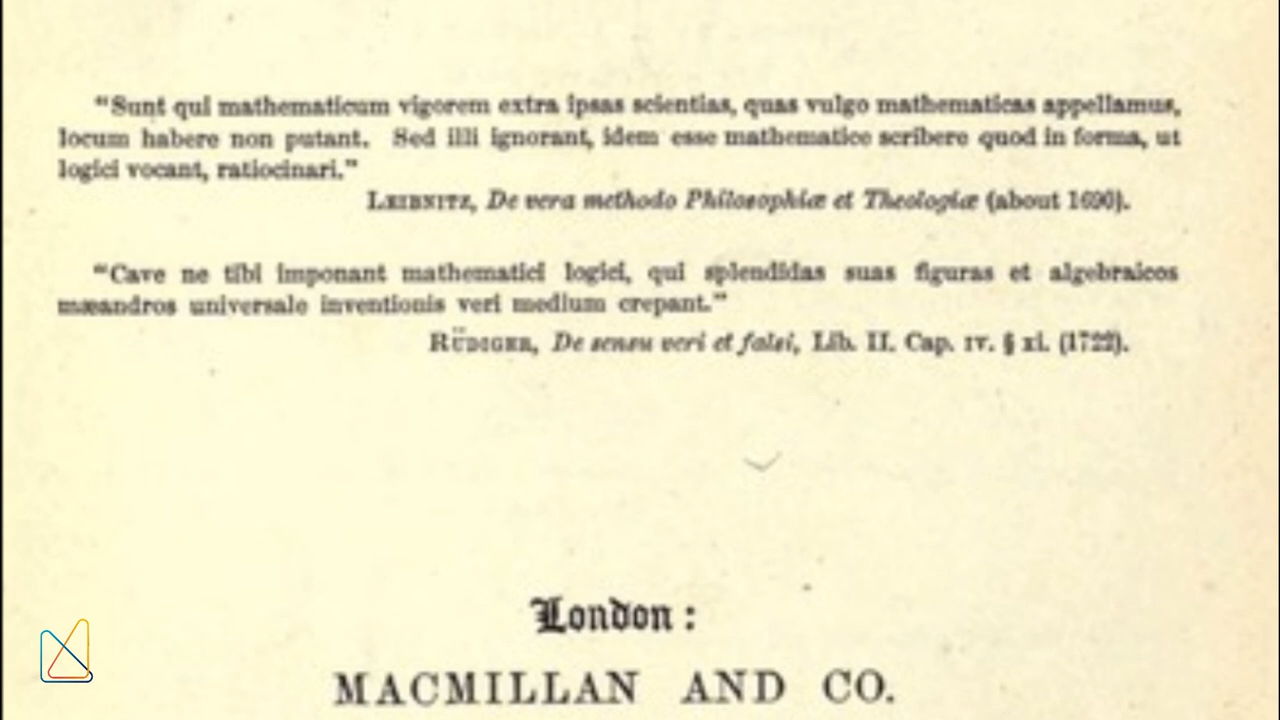 “Sunt qui mathematicum vigorem extra ipsas scientias, quas vulgo mathematicas appellamus,
locum habere non putant. Sed illi ignorant, idem esse mathematice scribere quod in forma, ut
logici vocant, ratiocinari.”
LEIBNITZ, De vera methodo Philosophiæ et Theologiæ (about 1690).
“Cave ne tibi imponant mathematici logici, qui splendidas suas figuras et algebraicos
mæandros universale inventionis veri medium crepant.”
RÜDIGER, De sensu veri et falsi, Lib. II. Cap. IV. § xi. (1722).
London:
MACMILLAN AND CO.